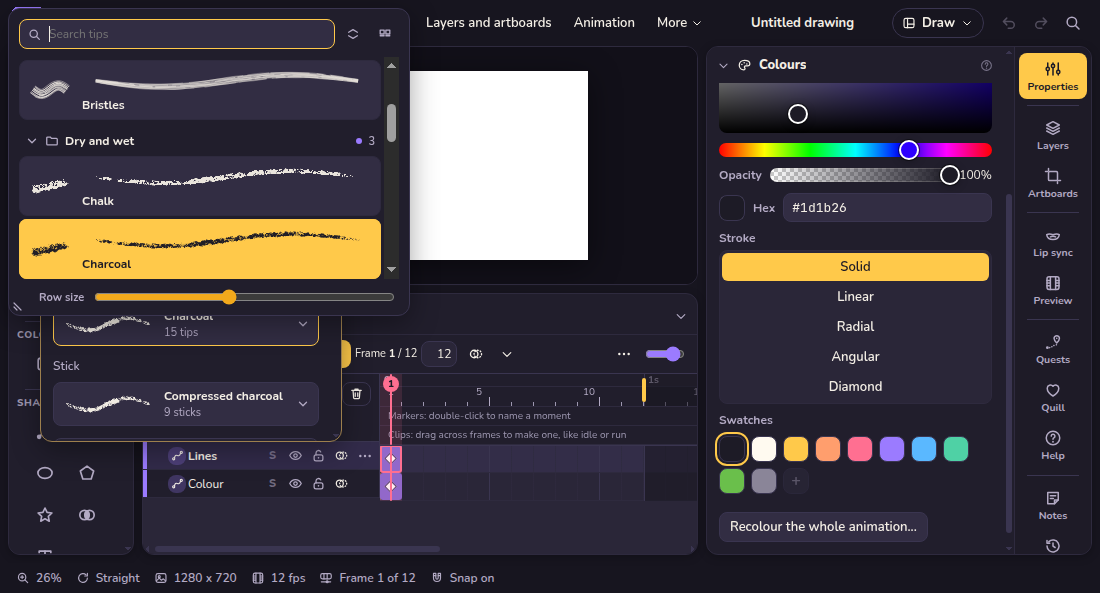 Search tips
Layers and artboards
Animation
More
Untitled drawing
Draw
Bristles
Dry and wet
3
Chalk
Charcoal
Row size
Charcoal
15 tips
Stick
Compressed charcoal
9 sticks
Frame 1 / 12
12
1
5
10
1s
Markers: double-click to name a moment
Clips: drag across frames to make one, like idle or run
Lines
S
Colour
S
Colours
Opacity
100%
Hex
#1d1b26
Stroke
Solid
Linear
Radial
Angular
Diamond
Swatches
+
Recolour the whole animation...
Properties
Layers
Artboards
Lip sync
Preview
Quests
Quill
Help
Notes
26%
Straight
1280 x 720
12 fps
Frame 1 of 12
Snap on